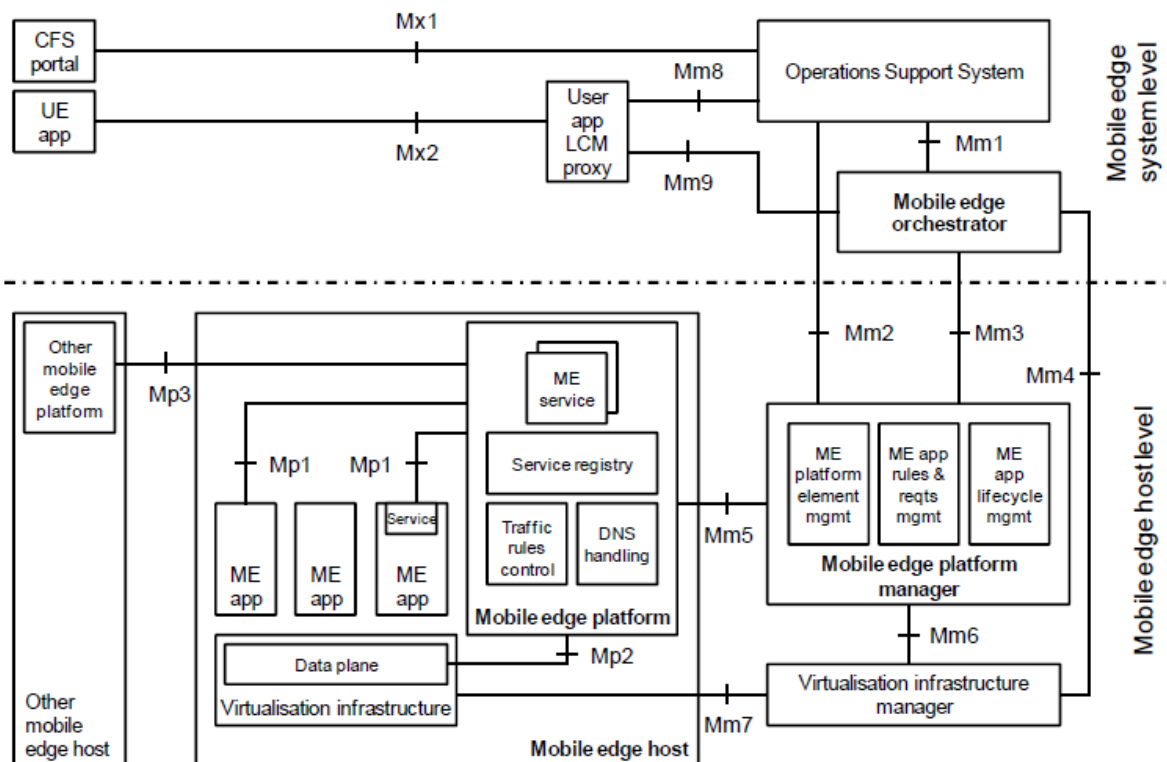 CFS
portal
Mx1
Operations Support System
UE
app
Mx2
User
app
LCM
proxy
Mm8
Mm9
Mm1
Mobile edge
orchestrator
Mobile edge
system level
Other
mobile
edge
platform
Mp3
ME
service
Mp1
Mp1
Service registry
Service
ME
app
ME
app
ME
app
Traffic
rules
control
DNS
handling
Mobile edge platform
Mm5
Mm2
Mm3
Mm4
ME
platform
element
mgmt
ME app
rules &
reqts
mgmt
ME
app
lifecycle
mgmt
Mobile edge platform
manager
Mp2
Data plane
Virtualisation infrastructure
Mm7
Mm6
Virtualisation infrastructure
manager
Other
mobile
edge host
Mobile edge host
Mobile edge host level